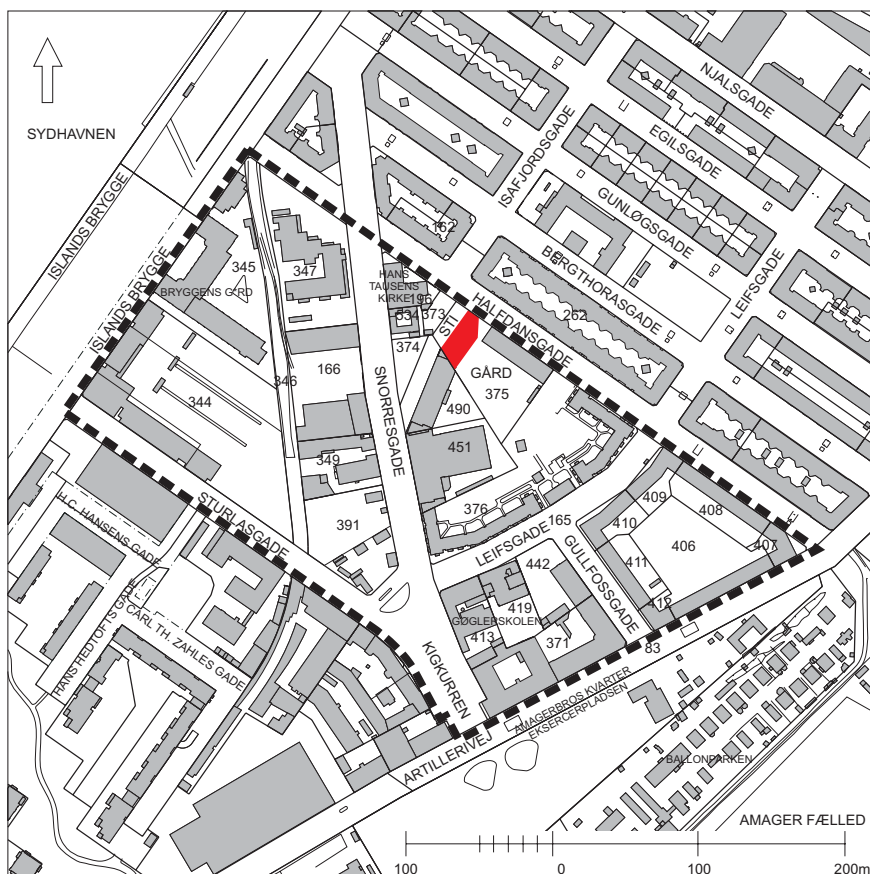 NJALSGADE
SYDHAVNEN
EGILSGADE
ISAFJORDSGADE
GUNLØGSGADE
ISLANDS BRYGGE
162
BERGTHORASGADE
LEIFSGADE
ISLANDS BRYGGE
345
347
BRYGGENS GÅRD
HANS
TAUSENS
KIRKE
196
534
373
STI
HALFDANSGADE
262
374
346
166
SNORRESGADE
GÅRD
375
344
490
451
349
376
409
408
391
STURLASGADE
H.C. HANSENS GADE
LEIFSGADE
165
410
406
407
442
GULLFOSSGADE
411
412
419
GØGLERSKOLEN
413
371
83
HANS HEDTOFTS GADE
CARL TH. ZAHLES GADE
KIGKURREN
AMAGERBROS KVARTER
EKSERCERPLADSEN
ARTILLERIVEJ
BALLONPARKEN
AMAGER FÆLLED
100 0 100 200m